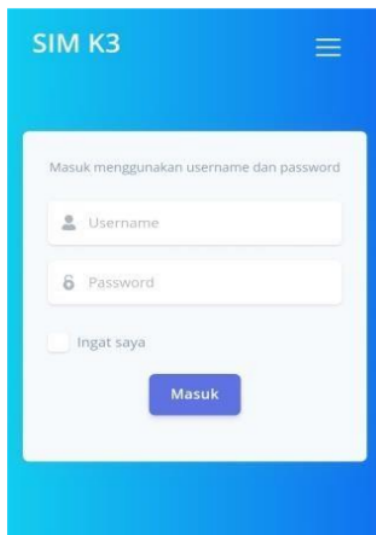 SIM K3
Masuk menggunakan username dan password
Username
Password
Ingat saya
Masuk